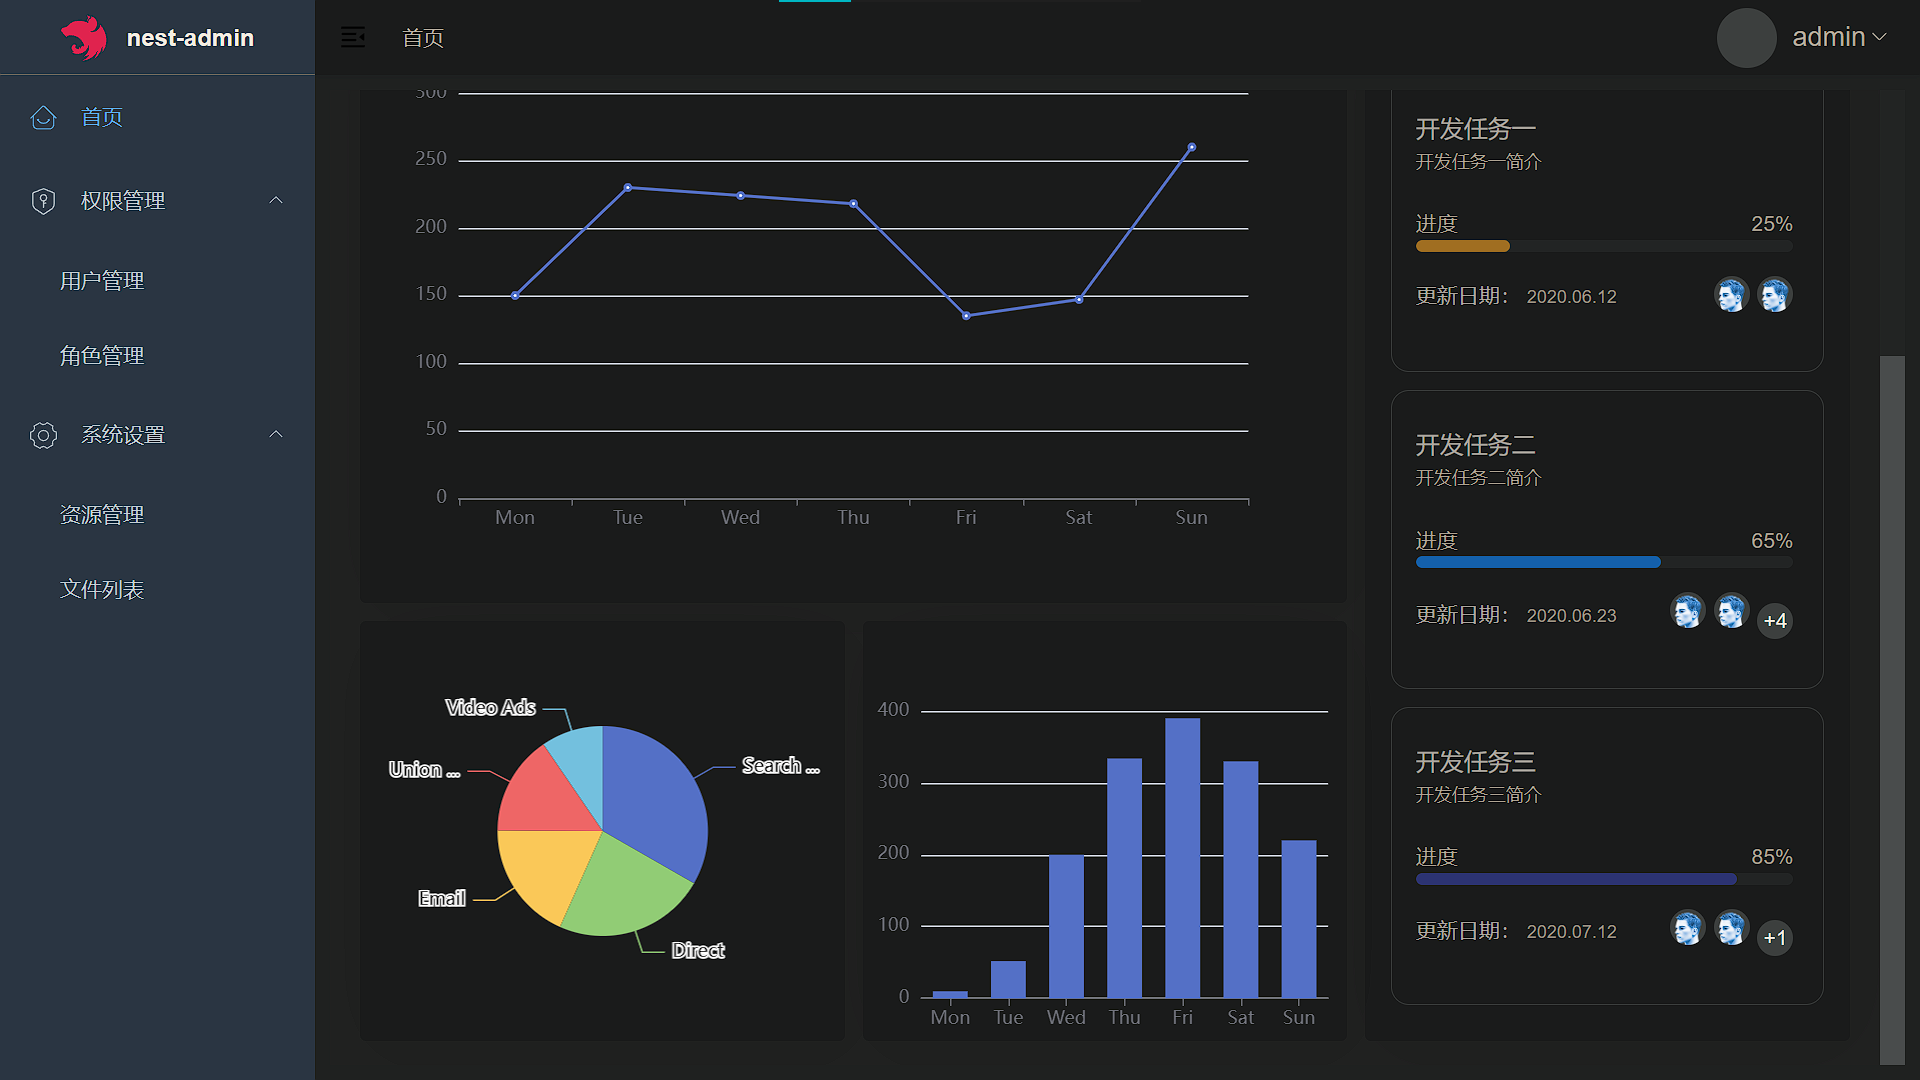 nest-admin
首页
权限管理
用户管理
角色管理
系统设置
资源管理
文件列表
首页
admin
300
250
200
150
100
50
0
Mon Tue Wed Thu Fri Sat Sun
Video Ads
Union ...
Search ...
Email
Direct
400
300
200
100
0
Mon Tue Wed Thu Fri Sat Sun
开发任务一
开发任务一简介
进度 25%
更新日期： 2020.06.12
开发任务二
开发任务二简介
进度 65%
更新日期： 2020.06.23 +4
开发任务三
开发任务三简介
进度 85%
更新日期： 2020.07.12 +1